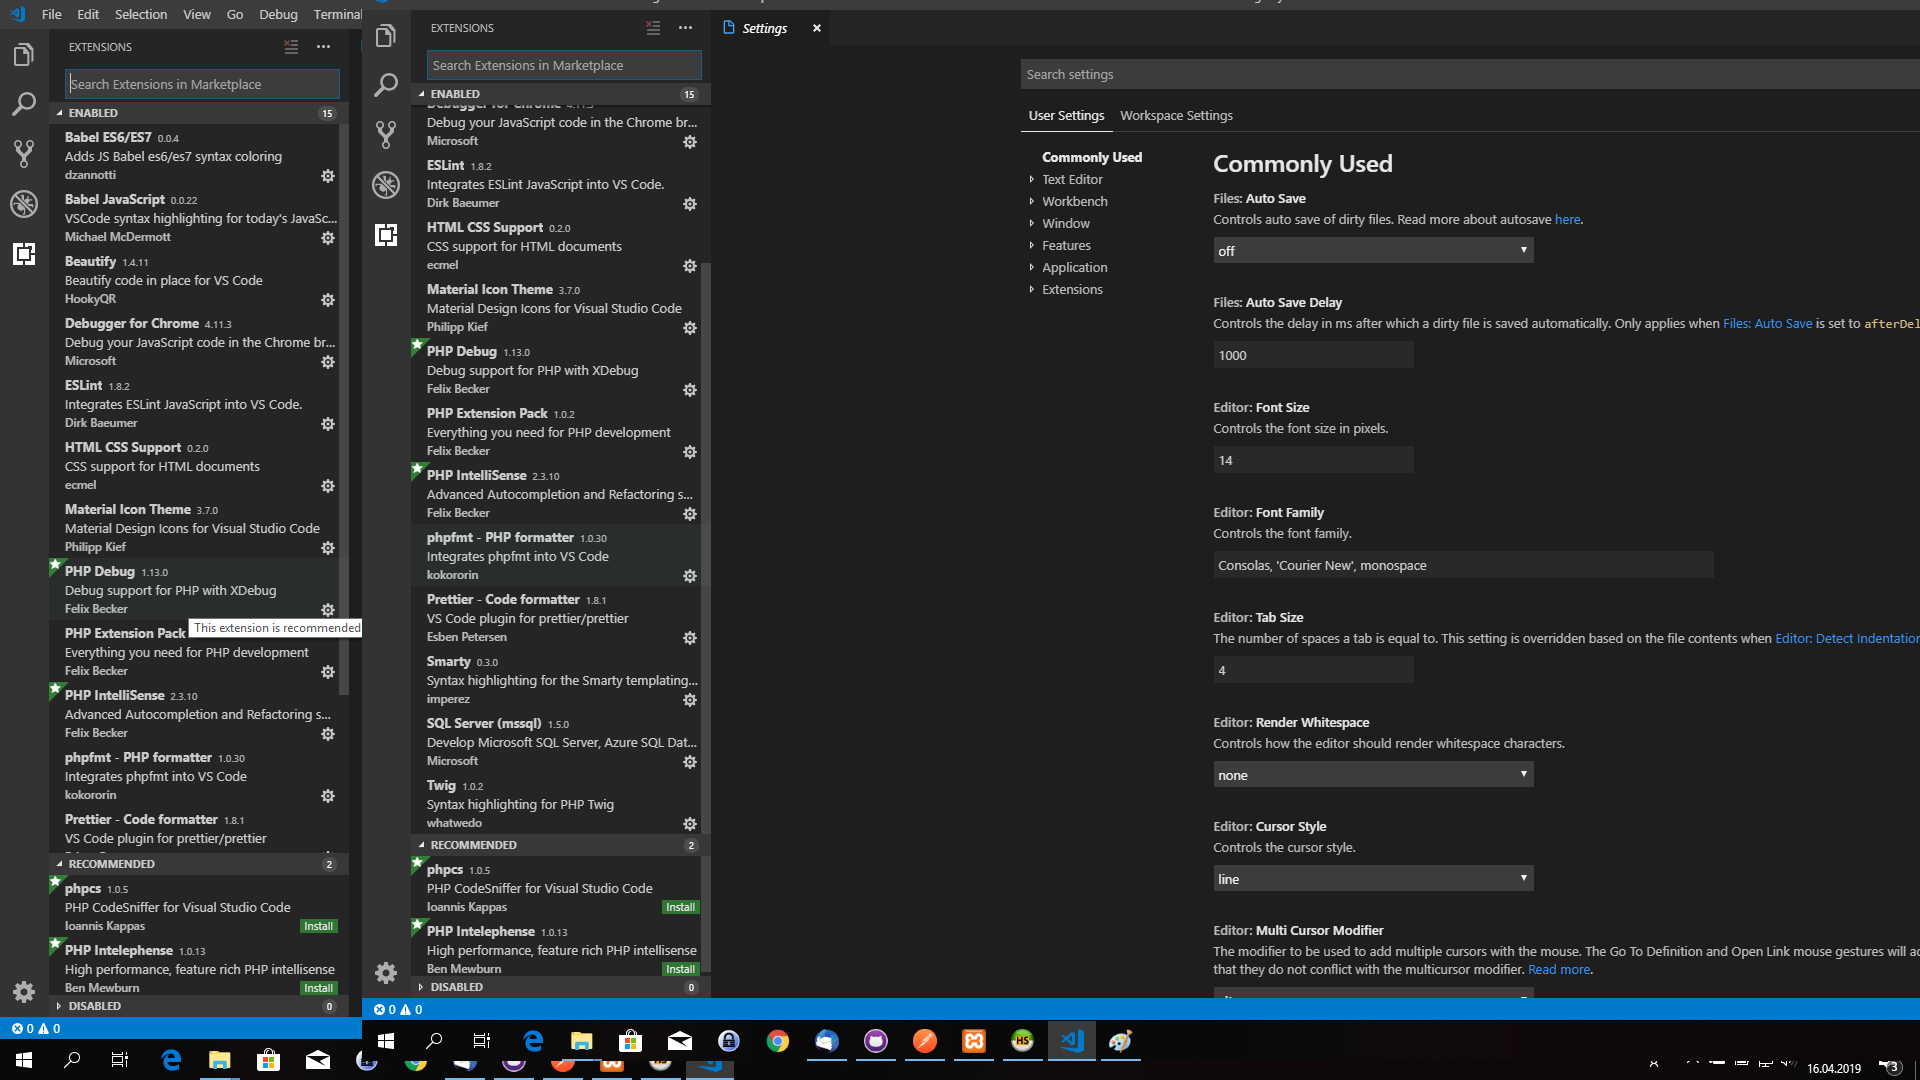 File Edit Selection View Go Debug Terminal
EXTENSIONS
Search Extensions in Marketplace
ENABLED 15
Babel ES6/ES7 0.0.4
Adds JS Babel es6/es7 syntax coloring
dzannotti
Babel JavaScript 0.0.22
VSCode syntax highlighting for today's JavaSc...
Michael McDermott
Beautify 1.4.11
Beautify code in place for VS Code
HookyQR
Debugger for Chrome 4.11.3
Debug your JavaScript code in the Chrome br...
Microsoft
ESLint 1.8.2
Integrates ESLint JavaScript into VS Code.
Dirk Baeumer
HTML CSS Support 0.2.0
CSS support for HTML documents
ecmel
Material Icon Theme 3.7.0
Material Design Icons for Visual Studio Code
Philipp Kief
PHP Debug 1.13.0
Debug support for PHP with XDebug
Felix Becker
This extension is recommended
PHP Extension Pack
Everything you need for PHP development
Felix Becker
PHP IntelliSense 2.3.10
Advanced Autocompletion and Refactoring s...
Felix Becker
phpfmt - PHP formatter 1.0.30
Integrates phpfmt into VS Code
kokororin
Prettier - Code formatter 1.8.1
VS Code plugin for prettier/prettier
RECOMMENDED 2
phpcs 1.0.5
PHP CodeSniffer for Visual Studio Code
Ioannis Kappas Install
PHP Intelephense 1.0.13
High performance, feature rich PHP intellisense
Ben Mewburn Install
DISABLED 0
0 0
EXTENSIONS
Search Extensions in Marketplace
ENABLED 15
Debugger for Chrome 4.11.3
Debug your JavaScript code in the Chrome br...
Microsoft
ESLint 1.8.2
Integrates ESLint JavaScript into VS Code.
Dirk Baeumer
HTML CSS Support 0.2.0
CSS support for HTML documents
ecmel
Material Icon Theme 3.7.0
Material Design Icons for Visual Studio Code
Philipp Kief
PHP Debug 1.13.0
Debug support for PHP with XDebug
Felix Becker
PHP Extension Pack 1.0.2
Everything you need for PHP development
Felix Becker
PHP IntelliSense 2.3.10
Advanced Autocompletion and Refactoring s...
Felix Becker
phpfmt - PHP formatter 1.0.30
Integrates phpfmt into VS Code
kokororin
Prettier - Code formatter 1.8.1
VS Code plugin for prettier/prettier
Esben Petersen
Smarty 0.3.0
Syntax highlighting for the Smarty templating...
imperez
SQL Server (mssql) 1.5.0
Develop Microsoft SQL Server, Azure SQL Dat...
Microsoft
Twig 1.0.2
Syntax highlighting for PHP Twig
whatwedo
RECOMMENDED 2
phpcs 1.0.5
PHP CodeSniffer for Visual Studio Code
Ioannis Kappas Install
PHP Intelephense 1.0.13
High performance, feature rich PHP intellisense
Ben Mewburn Install
DISABLED 0
0 0
Settings
Search settings
User Settings Workspace Settings
Commonly Used
Text Editor
Workbench
Window
Features
Application
Extensions
Commonly Used
Files: Auto Save
Controls auto save of dirty files. Read more about autosave here.
off
Files: Auto Save Delay
Controls the delay in ms after which a dirty file is saved automatically. Only applies when Files: Auto Save is set to afterDel
1000
Editor: Font Size
Controls the font size in pixels.
14
Editor: Font Family
Controls the font family.
Consolas, 'Courier New', monospace
Editor: Tab Size
The number of spaces a tab is equal to. This setting is overridden based on the file contents when Editor: Detect Indentation
4
Editor: Render Whitespace
Controls how the editor should render whitespace characters.
none
Editor: Cursor Style
Controls the cursor style.
line
Editor: Multi Cursor Modifier
The modifier to be used to add multiple cursors with the mouse. The Go To Definition and Open Link mouse gestures will ad
that they do not conflict with the multicursor modifier. Read more.
HS
16.04.2019 3